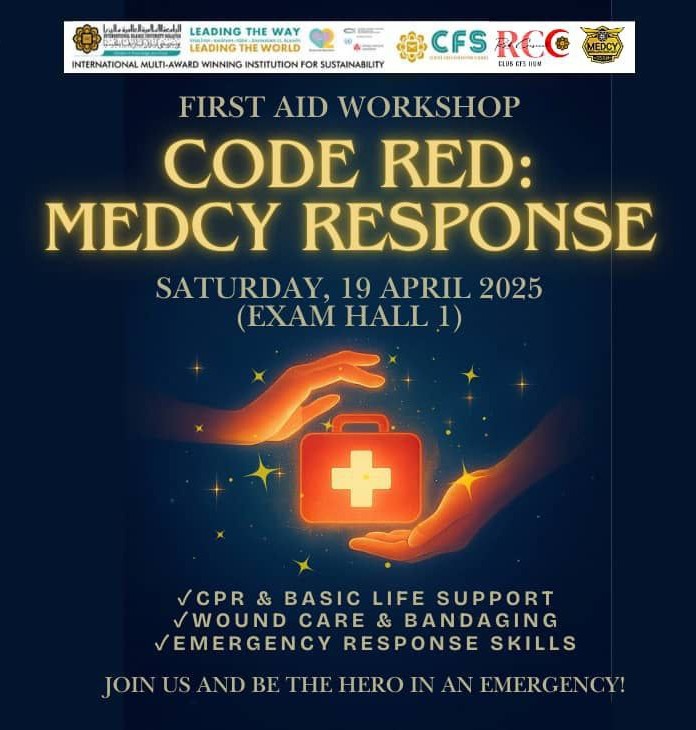 LEADING THE WAY
LEADING THE WORLD
INTERNATIONAL MULTI-AWARD WINNING INSTITUTION FOR SUSTAINABILITY
CFS
RCC
CLUB CFS IIUM
MEDCY
FIRST AID WORKSHOP
CODE RED:
MEDCY RESPONSE
SATURDAY, 19 APRIL 2025
(EXAM HALL 1)
✓CPR & BASIC LIFE SUPPORT
✓WOUND CARE & BANDAGING
✓EMERGENCY RESPONSE SKILLS
JOIN US AND BE THE HERO IN AN EMERGENCY!